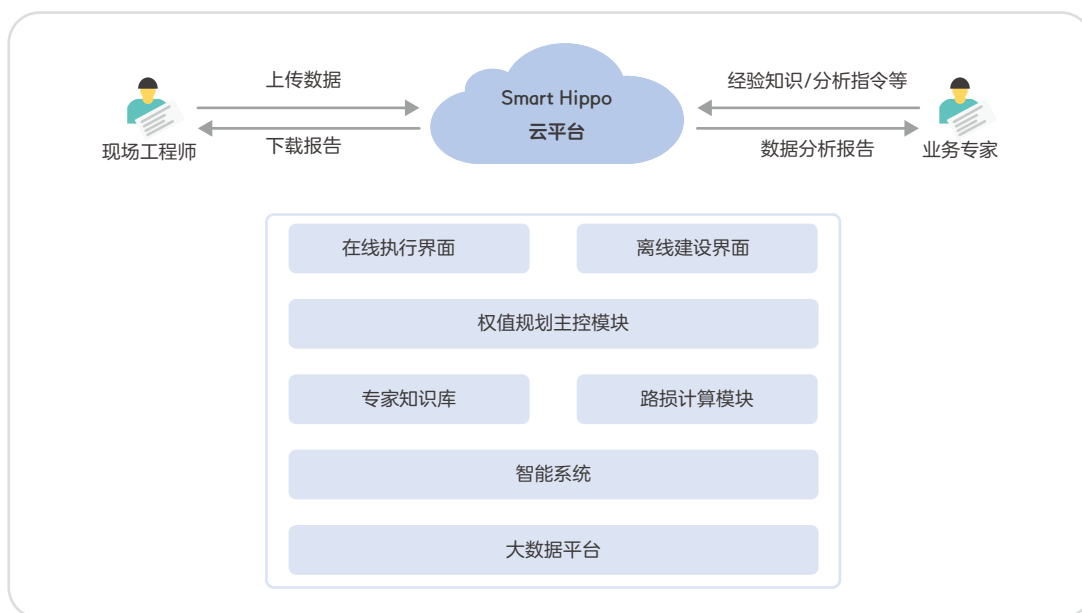 上传数据
下载报告
现场工程师
Smart Hippo
云平台
经验知识/分析指令等
数据分析报告
业务专家
在线执行界面
离线建设界面
权值规划主控模块
专家知识库
路损计算模块
智能系统
大数据平台